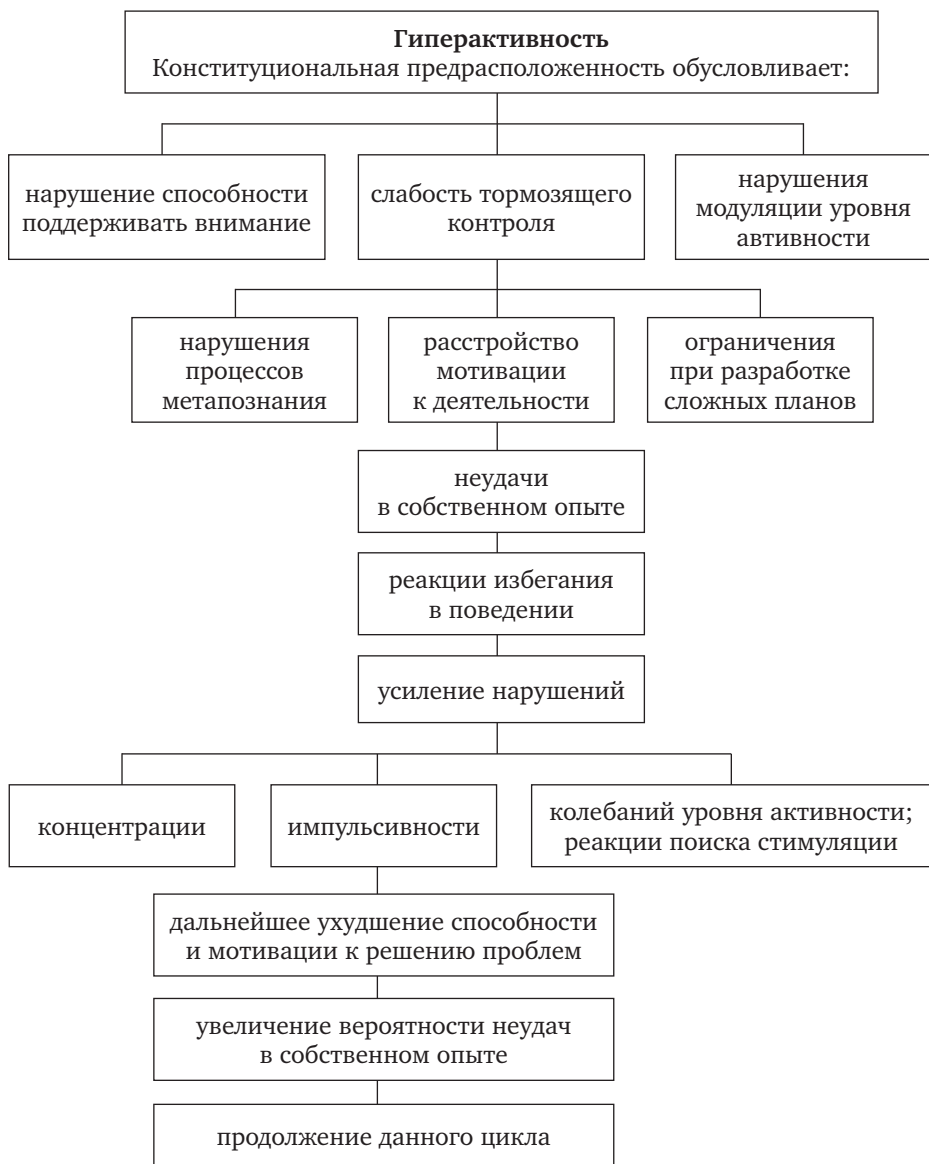 Гиперактивность
Конституциональная предрасположенность обусловливает:
нарушение способности
поддерживать внимание
слабость тормозящего
контроля
нарушения
модуляции уровня
автивности
нарушения
процессов
метапознания
расстройство
мотивации
к деятельности
ограничения
при разработке
сложных планов
неудачи
в собственном опыте
реакции избегания
в поведении
усиление нарушений
концентрации
импульсивности
колебаний уровня активности;
реакции поиска стимуляции
дальнейшее ухудшение способности
и мотивации к решению проблем
увеличение вероятности неудач
в собственном опыте
продолжение данного цикла